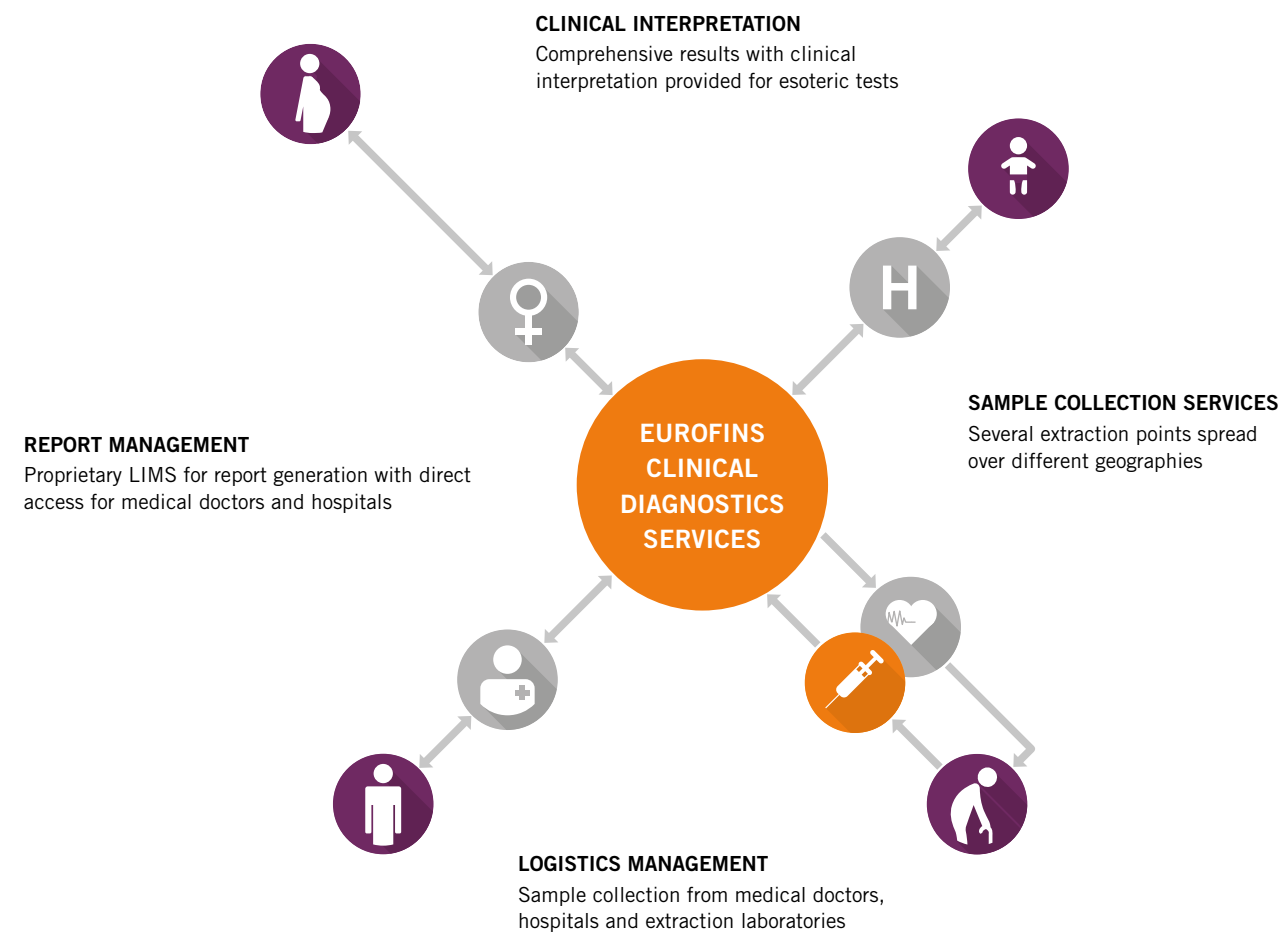 CLINICAL INTERPRETATION
Comprehensive results with clinical
interpretation provided for esoteric tests
H
SAMPLE COLLECTION SERVICES
Several extraction points spread
over different geographies
EUROFINS
CLINICAL
DIAGNOSTICS
SERVICES
REPORT MANAGEMENT
Proprietary LIMS for report generation with direct
access for medical doctors and hospitals
LOGISTICS MANAGEMENT
Sample collection from medical doctors,
hospitals and extraction laboratories